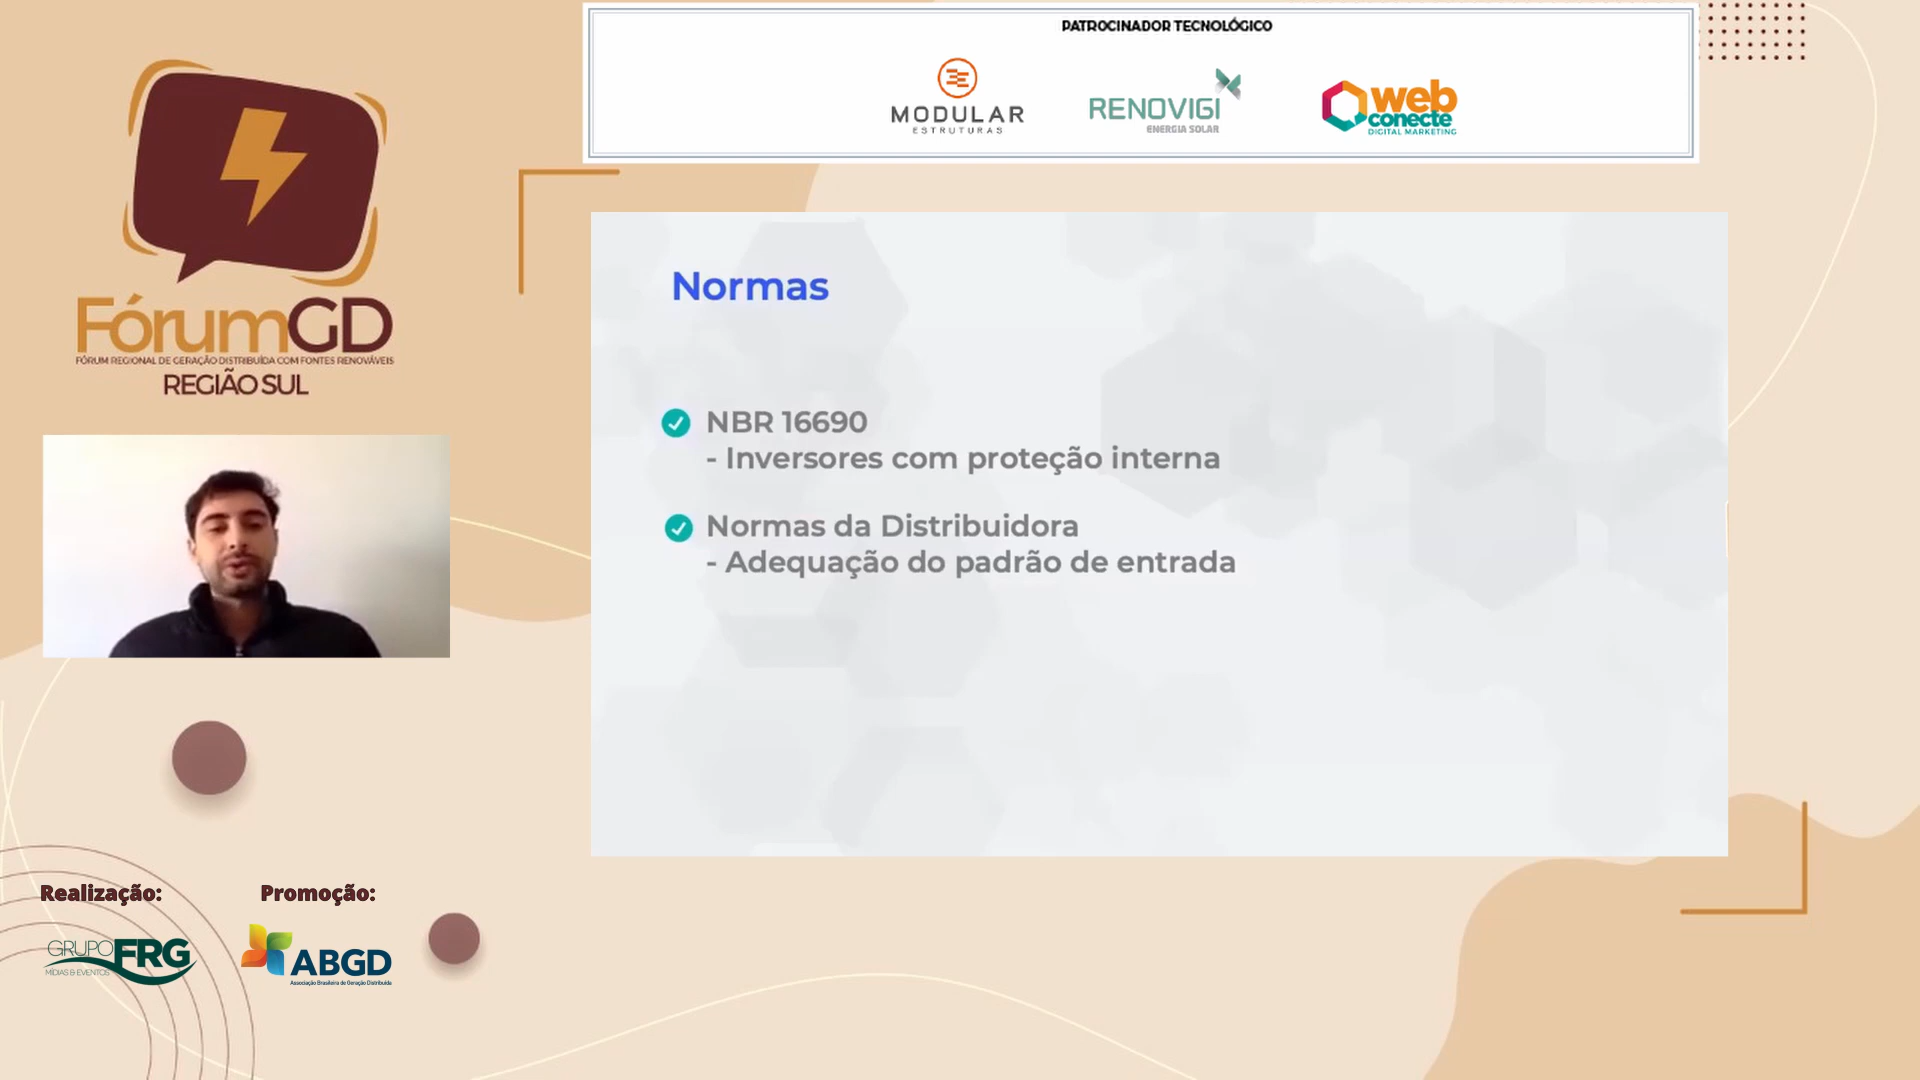 PATROCINADOR TECNOLÓGICO
MODULAR
ESTRUTURAS
RENOVIGI
ENERGIA SOLAR
web
conecte
DIGITAL MARKETING
FórumGD
FÓRUM REGIONAL DE GERAÇÃO DISTRIBUÍDA COM FONTES RENOVÁVEIS
REGIÃO SUL
Normas
NBR 16690
- Inversores com proteção interna
Normas da Distribuidora
- Adequação do padrão de entrada
Realização:
Promoção:
GRUPO FRG
MÍDIAS & EVENTOS
ABGD
Associação Brasileira de Geração Distribuída